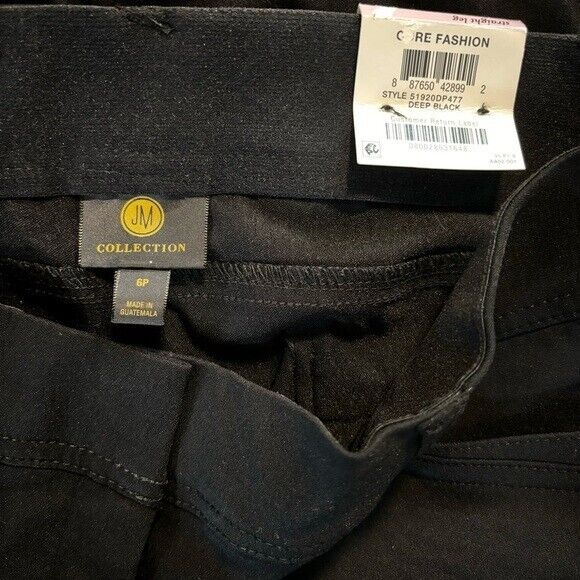 straight leg
CORE FASHION
8 87650 42899 2
STYLE 51920DP477
DEEP BLACK
Customer Return Label
JM
COLLECTION
6P
MADE IN
GUATEMALA